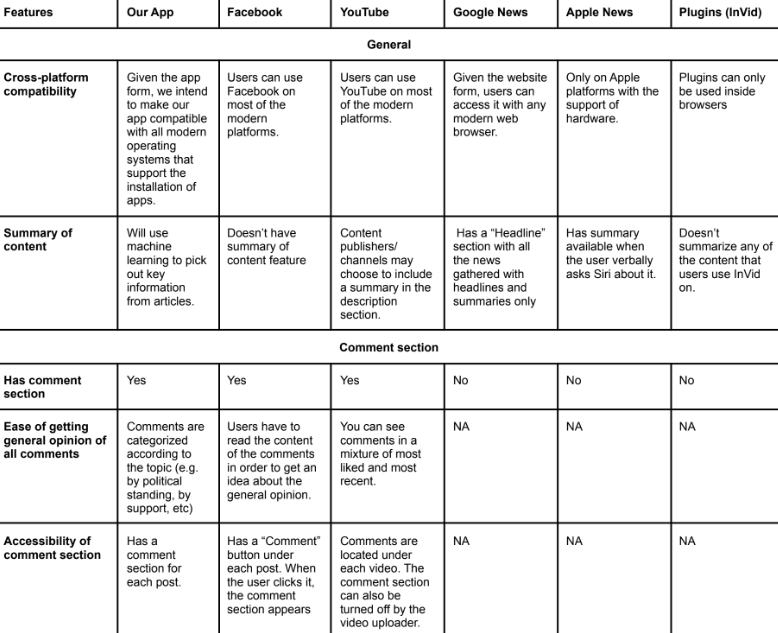 Features
Our App
Facebook
YouTube
Google News
Apple News
Plugins (InVid)
General
Cross-platform
compatibility
Given the app
form, we intend
to make our
app compatible
with all modern
operating
systems that
support the
installation of
apps.
Users can use
Facebook on
most of the
modern
platforms.
Users can use
YouTube on most
of the modern
platforms.
Given the website
form, users can
access it with any
modern web
browser.
Only on Apple
platforms with the
support of
hardware.
Plugins can only
be used inside
browsers
Summary of
content
Will use
machine
learning to pick
out key
information
from articles.
Doesn’t have
summary of
content feature
Content
publishers/
channels may
choose to include
a summary in the
description
section.
Has a “Headline”
section with all
the news
gathered with
headlines and
summaries only
Has summary
available when
the user verbally
asks Siri about it.
Doesn’t
summarize any of
the content that
users use InVid
on.
Comment section
Has comment
section
Yes
Yes
Yes
No
No
No
Ease of getting
general opinion of
all comments
Comments are
categorized
according to
the topic (e.g.
by political
standing, by
support, etc)
Users have to
read the content
of the comments
in order to get an
idea about the
general opinion.
You can see
comments in a
mixture of most
liked and most
recent.
NA
NA
NA
Accessibility of
comment section
Has a
comment
section for
each post.
Has a “Comment”
button under
each post. When
the user clicks it,
the comment
section appears
Comments are
located under
each video. The
comment section
can also be
turned off by the
video uploader.
NA
NA
NA